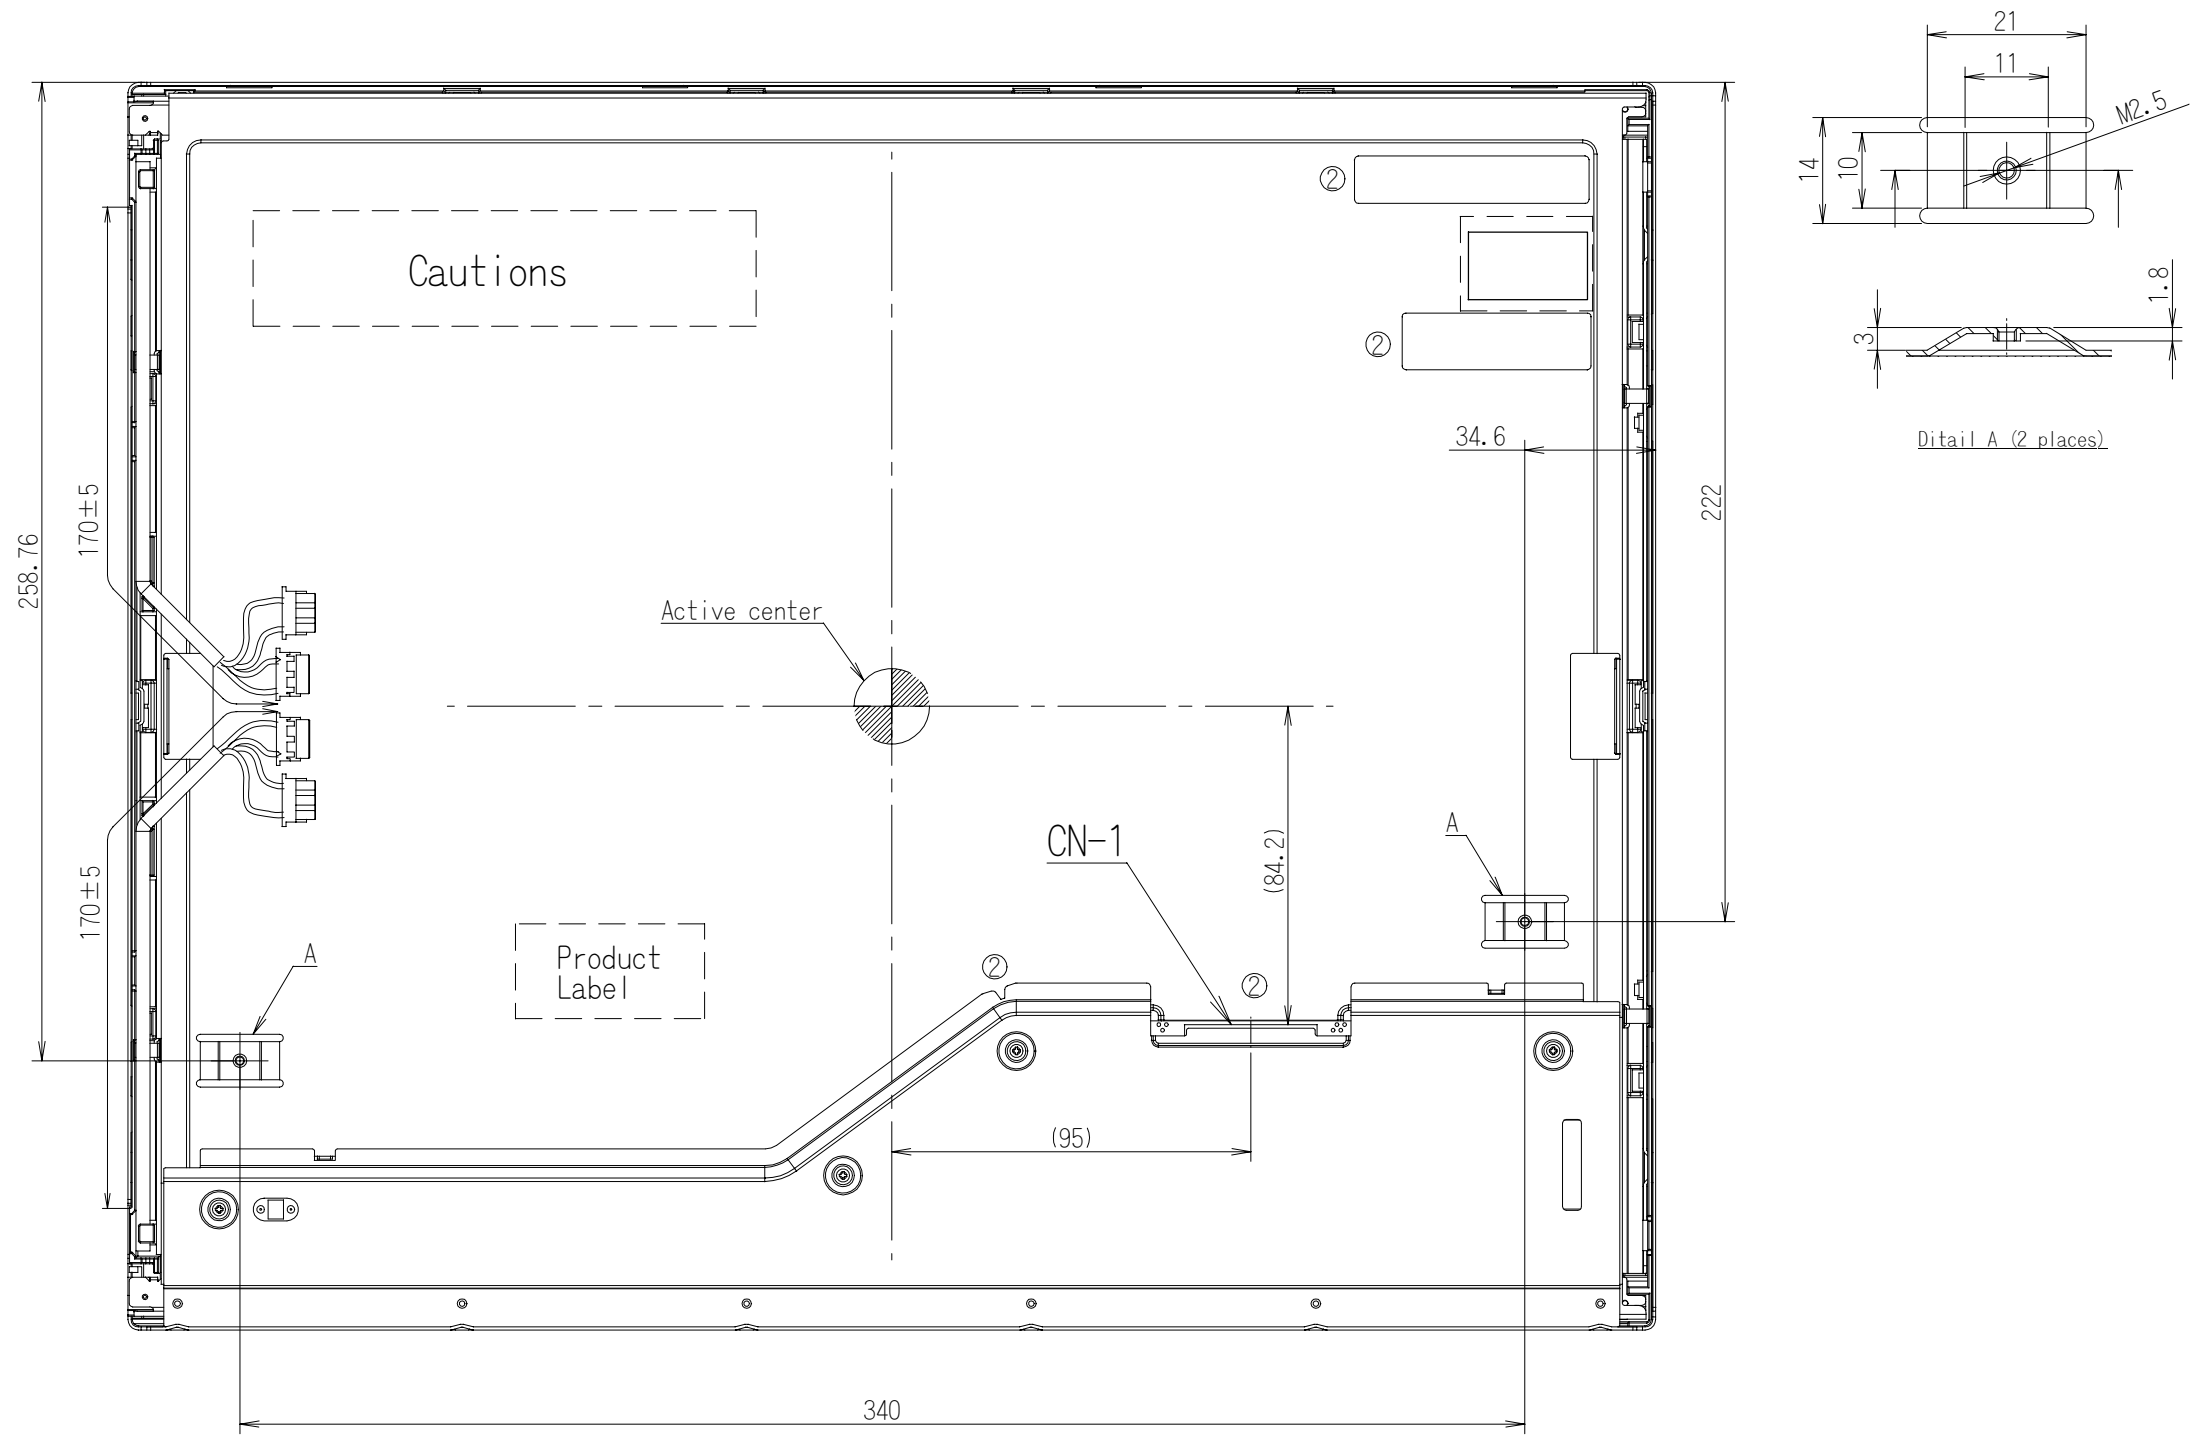 21
11
M2.5
14
10
②
Cautions
1.8
3
②
34.6
Ditail A (2 places)
170±5
222
258.76
Active center
CN-1
(84.2)
A
170±5
A
Product
Label
②
②
(95)
340